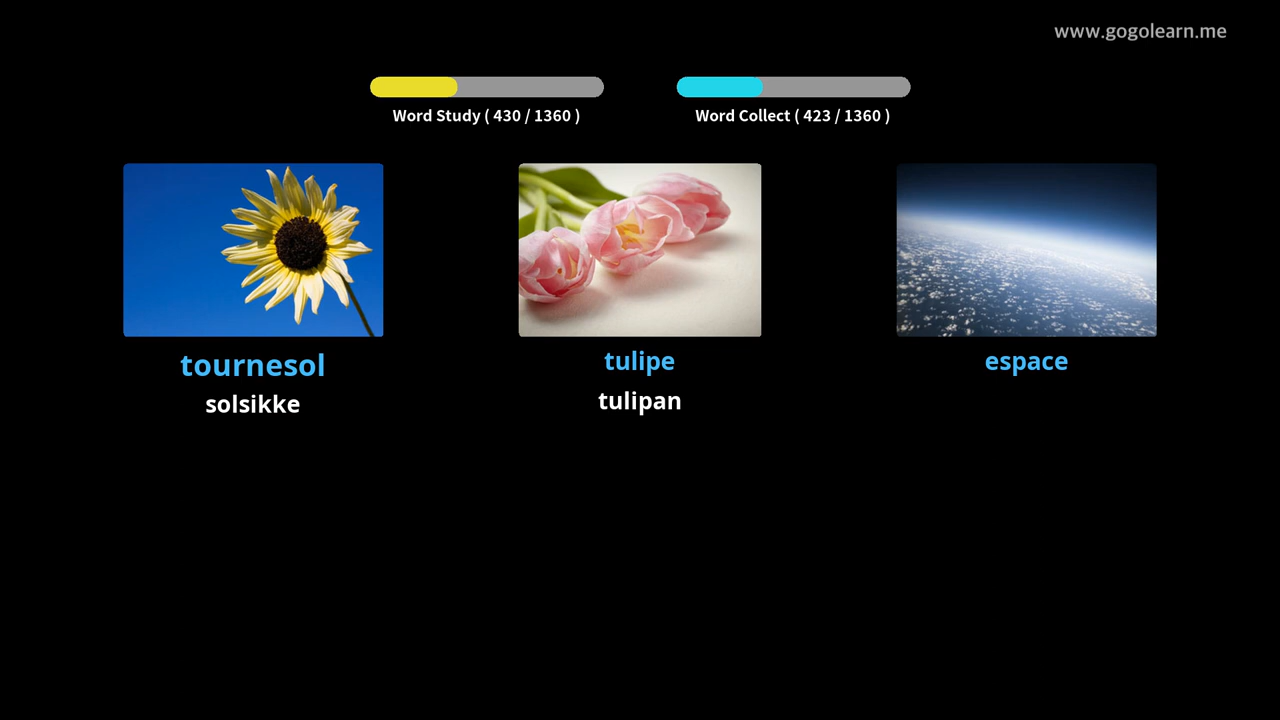 www.gogolearn.me
Word Study ( 430 / 1360 )
Word Collect ( 423 / 1360 )
tournesol
solsikke
tulipe
tulipan
espace